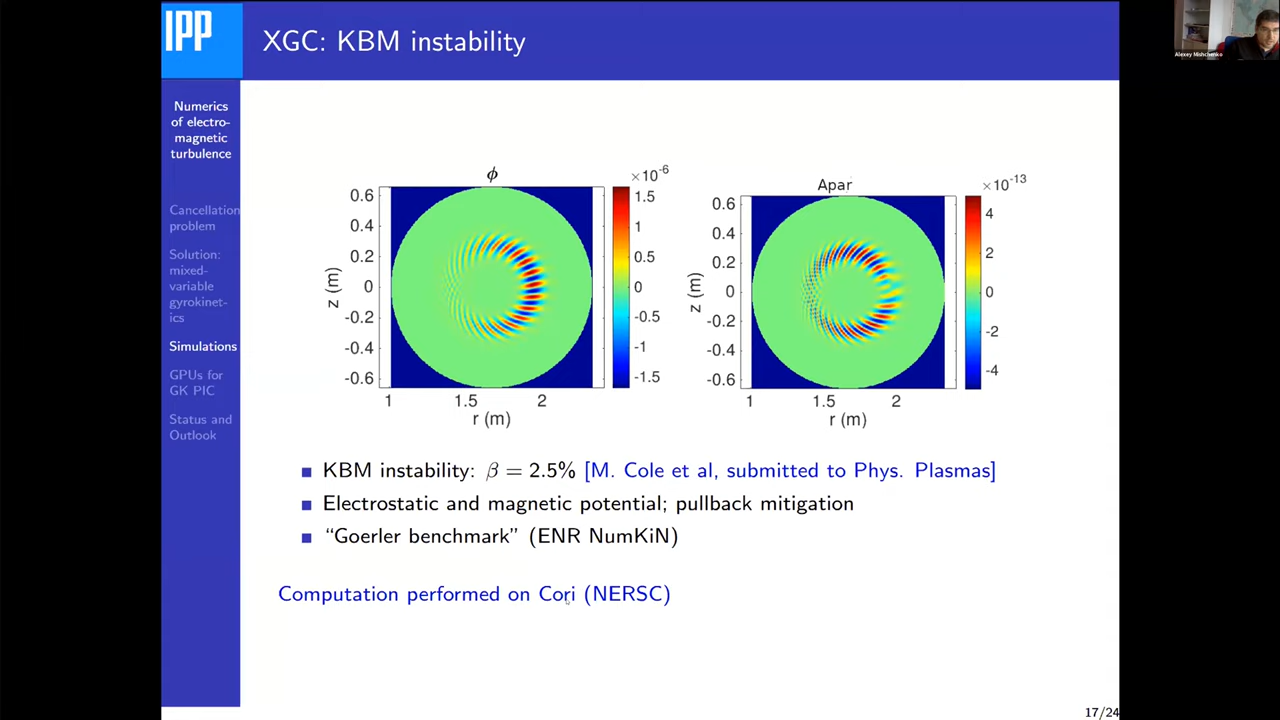 IPP
XGC: KBM instability
Alexey Mishchenko
Numerics
of electro-
magnetic
turbulence
Cancellation
problem
Solution:
mixed-
variable
gyrokinet-
ics
Simulations
GPUs for
GK PIC
Status and
Outlook
ϕ
×10⁻⁶
0.6
0.4
0.2
0
-0.2
-0.4
-0.6
z (m)
1
1.5
2
r (m)
1.5
1
0.5
0
-0.5
-1
-1.5
Apar
×10⁻¹³
0.6
0.4
0.2
0
-0.2
-0.4
-0.6
z (m)
1
1.5
2
r (m)
4
2
0
-2
-4
KBM instability: β = 2.5% [M. Cole et al, submitted to Phys. Plasmas]
Electrostatic and magnetic potential; pullback mitigation
“Goerler benchmark” (ENR NumKiN)
Computation performed on Cori (NERSC)
17/24